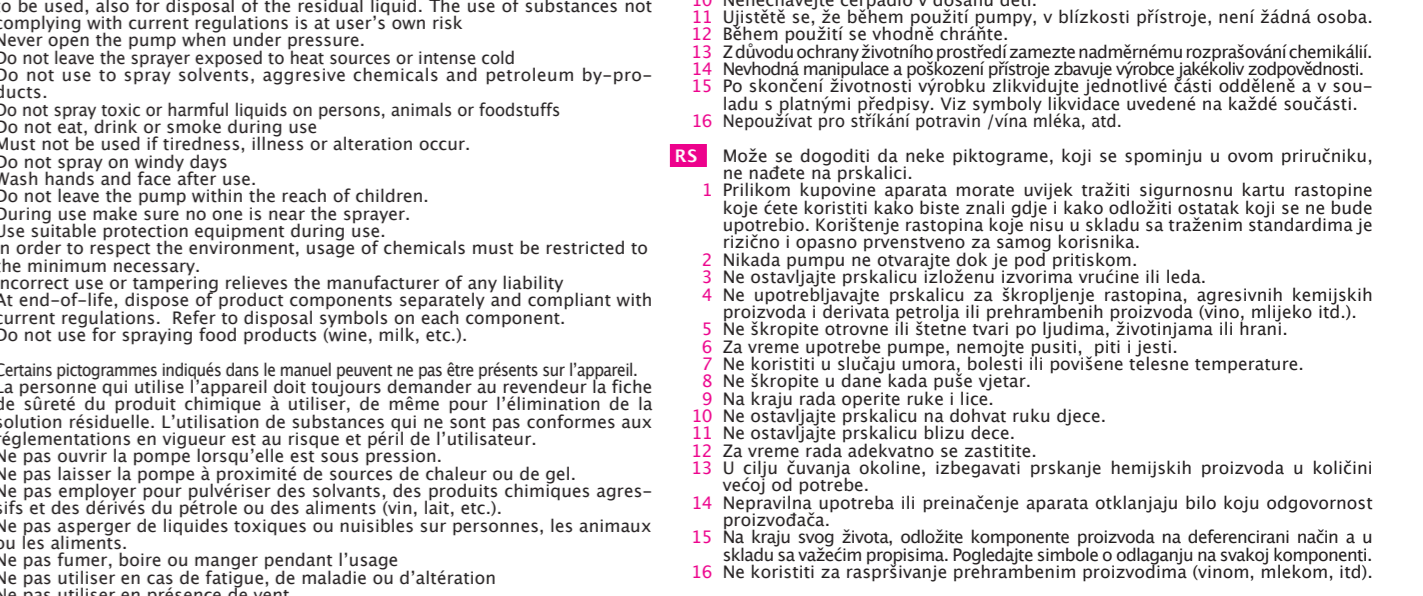 to be used, also for disposal of the residual liquid. The use of substances not
complying with current regulations is at user's own risk
Never open the pump when under pressure.
Do not leave the sprayer exposed to heat sources or intense cold
Do not use to spray solvents, aggresive chemicals and petroleum by-pro-
ducts.
Do not spray toxic or harmful liquids on persons, animals or foodstuffs
Do not eat, drink or smoke during use
Must not be used if tiredness, illness or alteration occur.
Do not spray on windy days
Wash hands and face after use.
Do not leave the pump within the reach of children.
During use make sure no one is near the sprayer.
Use suitable protection equipment during use.
In order to respect the environment, usage of chemicals must be restricted to
the minimum necessary.
Incorrect use or tampering relieves the manufacturer of any liability
At end-of-life, dispose of product components separately and compliant with
current regulations. Refer to disposal symbols on each component.
Do not use for spraying food products (wine, milk, etc.).
Certains pictogrammes indiqués dans le manuel peuvent ne pas être présents sur l'appareil.
La personne qui utilise l'appareil doit toujours demander au revendeur la fiche
de sûreté du produit chimique à utiliser, de même pour l'élimination de la
solution résiduelle. L'utilisation de substances qui ne sont pas conformes aux
réglementations en vigueur est au risque et péril de l'utilisateur.
Ne pas ouvrir la pompe lorsqu'elle est sous pression.
Ne pas laisser la pompe à proximité de sources de chaleur ou de gel.
Ne pas employer pour pulvériser des solvants, des produits chimiques agres-
sifs et des dérivés du pétrole ou des aliments (vin, lait, etc.).
Ne pas asperger de liquides toxiques ou nuisibles sur personnes, les animaux
ou les aliments.
Ne pas fumer, boire ou manger pendant l'usage
Ne pas utiliser en cas de fatigue, de maladie ou d'altération
Ne pas utiliser en présence de vent
10 Nenechávejte čerpadlo v dosahu dětí.
11 Ujistětě se, že během použití pumpy, v blízkosti přístroje, není žádná osoba.
12 Během použití se vhodně chráňte.
13 Z důvodu ochrany životního prostředí zamezte nadměrnému rozprašování chemikálií.
14 Nevhodná manipulace a poškození přístroje zbavuje výrobce jakékoliv zodpovědnosti.
15 Po skončení životnosti výrobku zlikvidujte jednotlivé části odděleně a v sou-
ladu s platnými předpisy. Viz symboly likvidace uvedené na každé součásti.
16 Nepoužívat pro stříkání potravin /vína mléka, atd.
RS Može se dogoditi da neke piktograme, koji se spominju u ovom priručniku,
ne nađete na prskalici.
1 Prilikom kupovine aparata morate uvijek tražiti sigurnosnu kartu rastopine
koje ćete koristiti kako biste znali gdje i kako odložiti ostatak koji se ne bude
upotrebio. Korištenje rastopina koje nisu u skladu sa traženim standardima je
rizično i opasno prvenstveno za samog korisnika.
2 Nikada pumpu ne otvarajte dok je pod pritiskom.
3 Ne ostavljajte prskalicu izloženu izvorima vrućine ili leda.
4 Ne upotrebljavajte prskalicu za škropljenje rastopina, agresivnih kemijskih
proizvoda i derivata petrolja ili prehrambenih proizvoda (vino, mlijeko itd.).
5 Ne škropite otrovne ili štetne tvari po ljudima, životinjama ili hrani.
6 Za vreme upotrebe pumpe, nemojte pusiti, piti i jesti.
7 Ne koristiti u slučaju umora, bolesti ili povišene telesne temperature.
8 Ne škropite u dane kada puše vjetar.
9 Na kraju rada operite ruke i lice.
10 Ne ostavljajte prskalicu na dohvat ruku djece.
11 Ne ostavljajte prskalicu blizu dece.
12 Za vreme rada adekvatno se zastitite.
13 U cilju čuvanja okoline, izbegavati prskanje hemijskih proizvoda u količini
većoj od potrebe.
14 Nepravilna upotreba ili preinačenje aparata otklanjaju bilo koju odgovornost
proizvođača.
15 Na kraju svog života, odložite komponente proizvoda na deferencirani način a u
skladu sa važećim propisima. Pogledajte simbole o odlaganju na svakoj komponenti.
16 Ne koristiti za raspršivanje prehrambenim proizvodima (vinom, mlekom, itd).